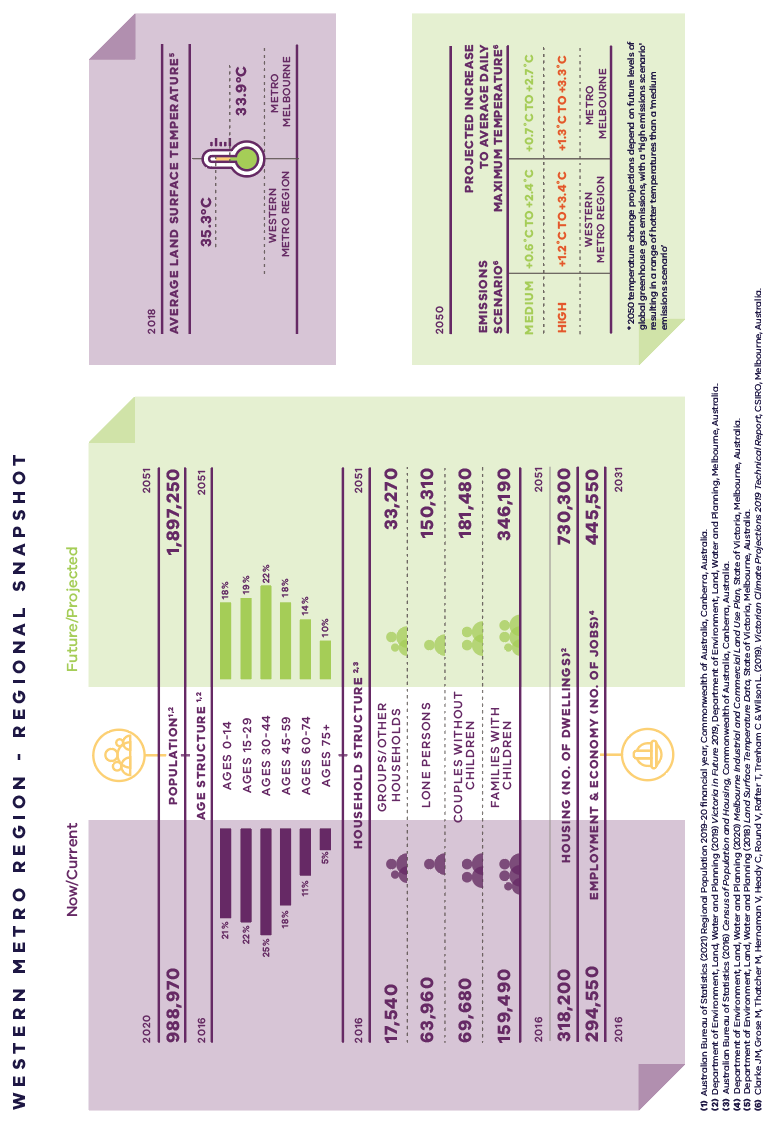 WESTERN METRO REGION - REGIONAL SNAPSHOT
Now/Current
Future/Projected
2020
2051
988,970
POPULATION1,2
1,897,250
2016
AGE STRUCTURE 1,2
2051
21%
AGES 0-14
18%
22%
AGES 15-29
19%
25%
AGES 30-44
22%
18%
AGES 45-59
18%
11%
AGES 60-74
14%
5%
AGES 75+
10%
2016
HOUSEHOLD STRUCTURE 2,3
2051
17,540
GROUPS/OTHER
HOUSEHOLDS
33,270
63,960
LONE PERSONS
150,310
69,680
COUPLES WITHOUT
CHILDREN
181,480
159,490
FAMILIES WITH
CHILDREN
346,190
2016
2051
318,200
HOUSING (NO. OF DWELLINGS)2
730,300
294,550
EMPLOYMENT & ECONOMY (NO. OF JOBS)4
445,550
2016
2031
2018
AVERAGE LAND SURFACE TEMPERATURE5
35.3°C
33.9°C
WESTERN
METRO REGION
METRO
MELBOURNE
2050
EMISSIONS
SCENARIO6
PROJECTED INCREASE
TO AVERAGE DAILY
MAXIMUM TEMPERATURE6
MEDIUM +0.6°C TO +2.4°C +0.7°C TO +2.7°C
HIGH +1.2°C TO +3.4°C +1.3°C TO +3.3°C
WESTERN
METRO REGION
METRO
MELBOURNE
* 2050 temperature change projections depend on future levels of
global greenhouse gas emissions, with a 'high emissions scenario'
resulting in a range of hotter temperatures than a 'medium
emissions scenario'
(1) Australian Bureau of Statistics (2021) Regional Population 2019-20 financial year, Commonwealth of Australia, Canberra, Australia.
(2) Department of Environment, Land, Water and Planning (2019) Victoria in Future 2019, Department of Environment, Land, Water and Planning, Melbourne, Australia.
(3) Australian Bureau of Statistics (2016) Census of Population and Housing, Commonwealth of Australia, Canberra, Australia.
(4) Department of Environment, Land, Water and Planning (2020) Melbourne Industrial and Commercial Land Use Plan, State of Victoria, Melbourne, Australia.
(5) Department of Environment, Land, Water and Planning (2018) Land Surface Temperature Data, State of Victoria, Melbourne, Australia.
(6) Clarke JM, Grose M, Thatcher M, Hernaman V, Heady C, Round V, Rafter T, Trenham C & Wilson L. (2019). Victorian Climate Projections 2019 Technical Report, CSIRO, Melbourne, Australia.